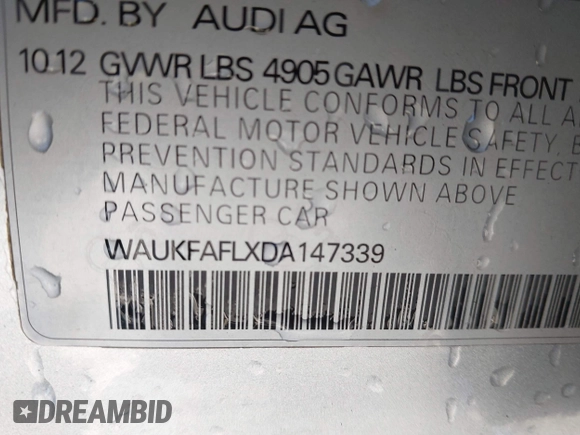 MFD. BY AUDI AG
10.12 GVWR LBS 4905 GAWR LBS FRONT
THIS VEHICLE CONFORMS TO ALL A
FEDERAL MOTOR VEHICLE SAFETY,
PREVENTION STANDARDS IN EFFECT
MANUFACTURE SHOWN ABOVE
PASSENGER CAR
WAUKFAFLXDA147339
DREAMBID